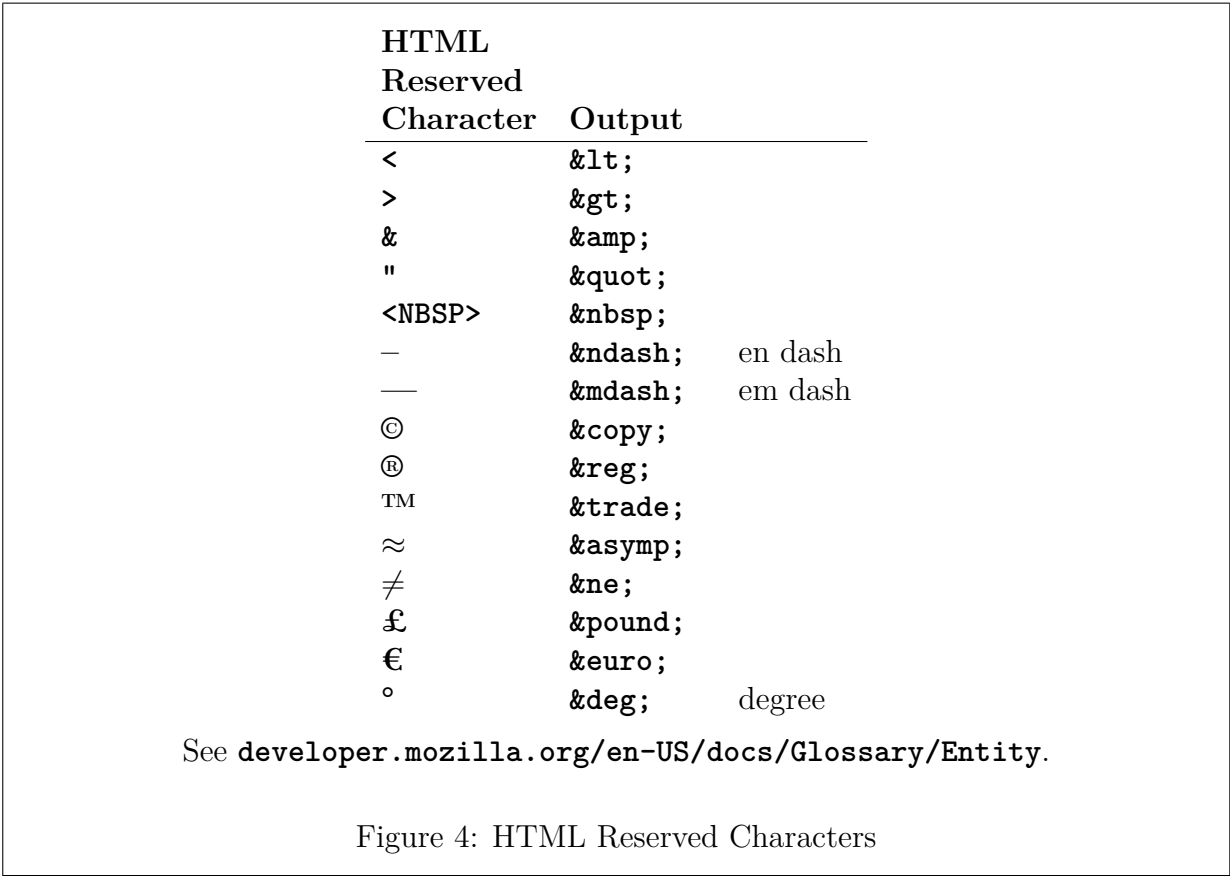 HTML
Reserved
Character Output
< &lt;
> &gt;
& &amp;
" &quot;
<NBSP> &nbsp;
– &ndash; en dash
— &mdash; em dash
© &copy;
® &reg;
™ &trade;
≈ &asymp;
≠ &ne;
£ &pound;
€ &euro;
° &deg; degree
See developer.mozilla.org/en-US/docs/Glossary/Entity.
Figure 4: HTML Reserved Characters